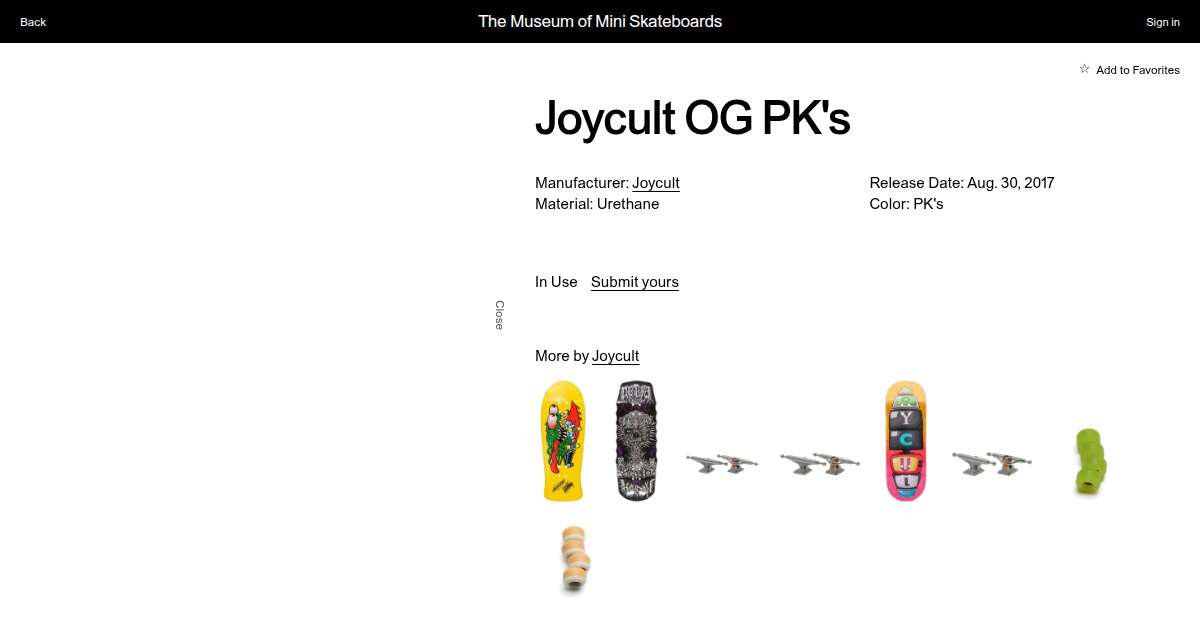 Back
The Museum of Mini Skateboards
Sign in
☆ Add to Favorites
Joycult OG PK's
Manufacturer: Joycult
Release Date: Aug. 30, 2017
Material: Urethane
Color: PK's
In Use Submit yours
Close
More by Joycult
Y
C
U
L